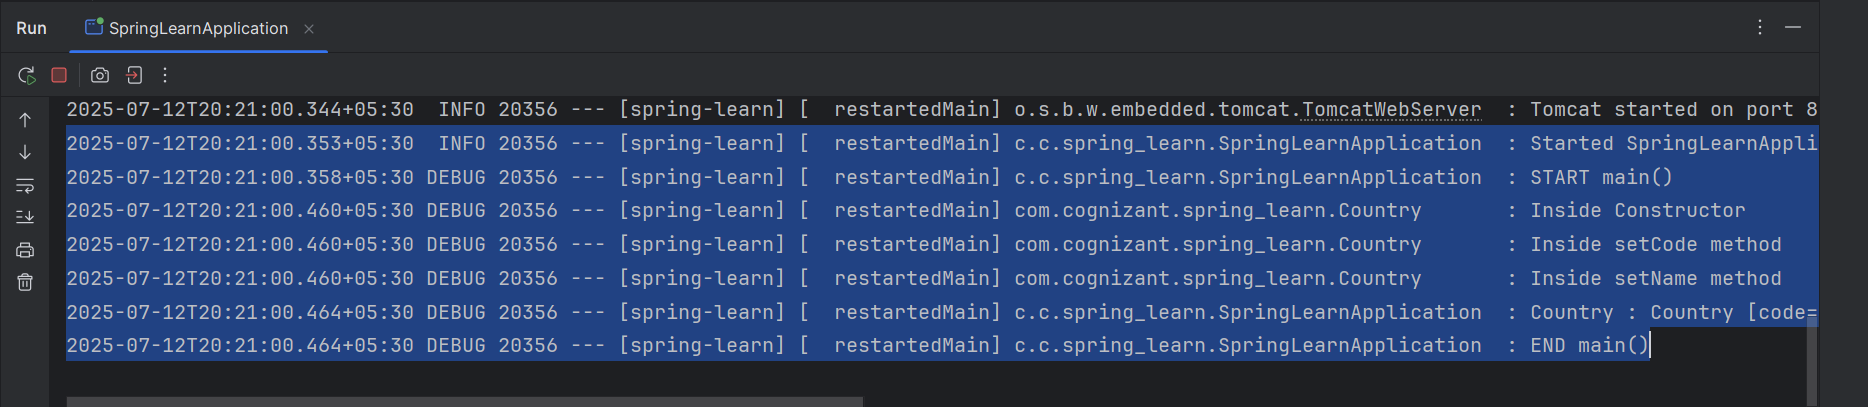 Run SpringLearnApplication
2025-07-12T20:21:00.344+05:30  INFO 20356 --- [spring-learn] [  restartedMain] o.s.b.w.embedded.tomcat.TomcatWebServer  : Tomcat started on port 8
2025-07-12T20:21:00.353+05:30  INFO 20356 --- [spring-learn] [  restartedMain] c.c.spring_learn.SpringLearnApplication  : Started SpringLearnAppli
2025-07-12T20:21:00.358+05:30 DEBUG 20356 --- [spring-learn] [  restartedMain] c.c.spring_learn.SpringLearnApplication  : START main()
2025-07-12T20:21:00.460+05:30 DEBUG 20356 --- [spring-learn] [  restartedMain] com.cognizant.spring_learn.Country       : Inside Constructor
2025-07-12T20:21:00.460+05:30 DEBUG 20356 --- [spring-learn] [  restartedMain] com.cognizant.spring_learn.Country       : Inside setCode method
2025-07-12T20:21:00.460+05:30 DEBUG 20356 --- [spring-learn] [  restartedMain] com.cognizant.spring_learn.Country       : Inside setName method
2025-07-12T20:21:00.464+05:30 DEBUG 20356 --- [spring-learn] [  restartedMain] c.c.spring_learn.SpringLearnApplication  : Country : Country [code=
2025-07-12T20:21:00.464+05:30 DEBUG 20356 --- [spring-learn] [  restartedMain] c.c.spring_learn.SpringLearnApplication  : END main()